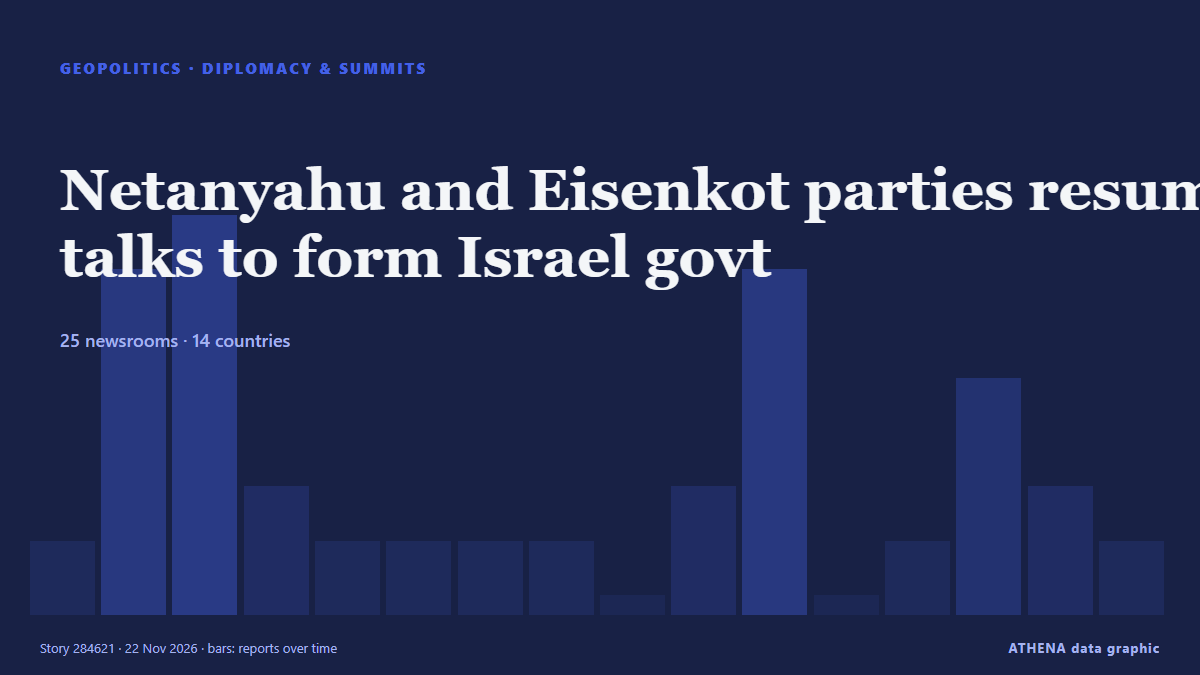 GEOPOLITICS · DIPLOMACY & SUMMITS
Netanyahu and Eisenkot parties resum
talks to form Israel govt
25 newsrooms · 14 countries
Story 284621 · 22 Nov 2026 · bars: reports over time
ATHENA data graphic